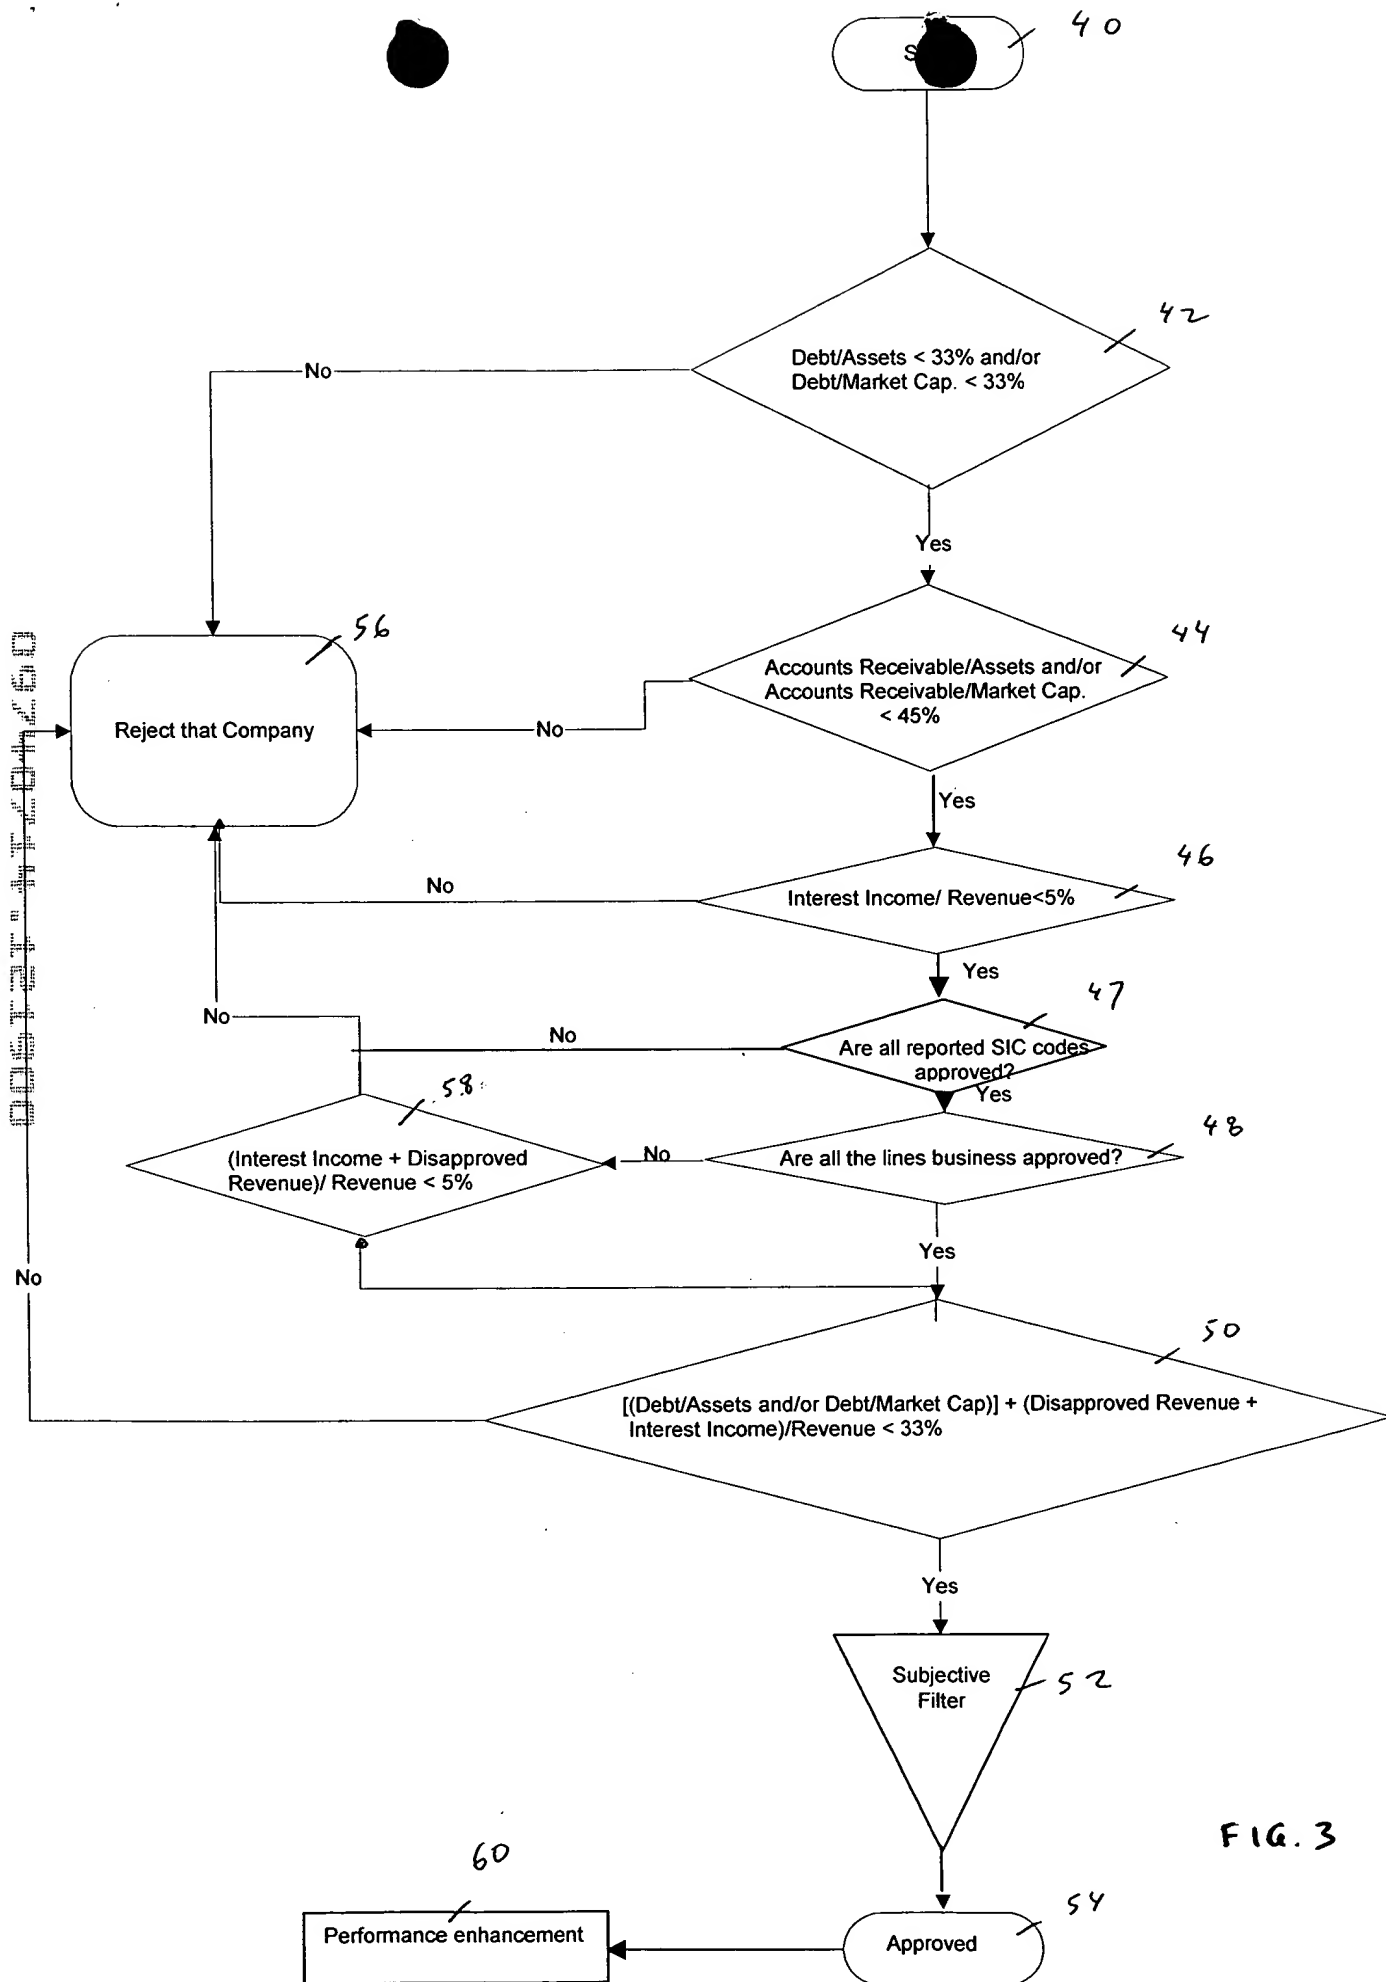 40
42
Debt/Assets < 33% and/or
Debt/Market Cap. < 33%
No
Yes
56
44
Accounts Receivable/Assets and/or
Accounts Receivable/Market Cap.
< 45%
Reject that Company
No
Yes
46
No
Interest Income/ Revenue<5%
Yes
47
No
No
Are all reported SIC codes
approved?
Yes
58
48
(Interest Income + Disapproved
Revenue)/ Revenue < 5%
No
Are all the lines business approved?
Yes
No
50
[(Debt/Assets and/or Debt/Market Cap)] + (Disapproved Revenue +
Interest Income)/Revenue < 33%
Yes
Subjective
Filter
52
FIG. 3
60
54
Performance enhancement
Approved